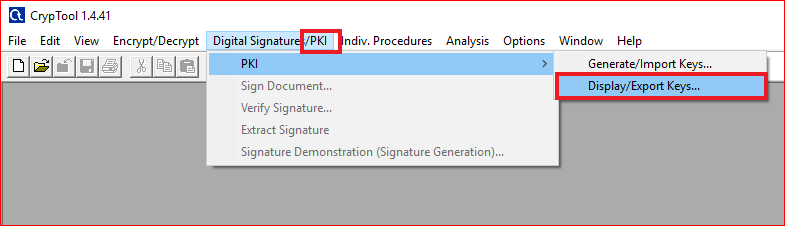 CrypTool 1.4.41
File Edit View Encrypt/Decrypt Digital Signatures/PKI Indiv. Procedures Analysis Options Window Help
PKI
Generate/Import Keys...
Sign Document...
Display/Export Keys...
Verify Signature...
Extract Signature
Signature Demonstration (Signature Generation)...